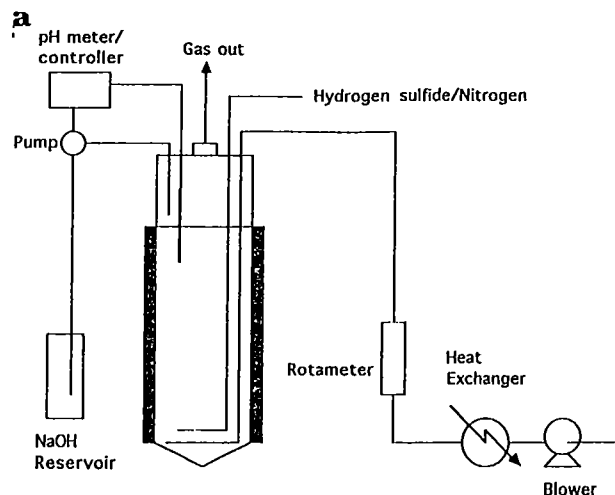 a
pH meter/
controller
Gas out
Hydrogen sulfide/Nitrogen
Pump
Rotameter
Heat
Exchanger
NaOH
Reservoir
Blower